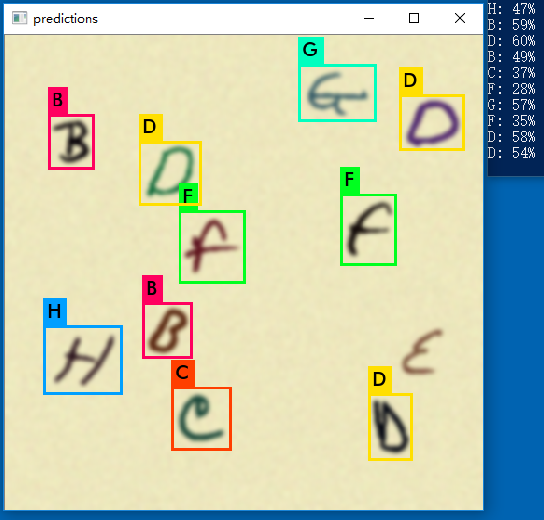 predictions
H: 47%
B: 59%
D: 60%
B: 49%
C: 37%
F: 28%
G: 57%
F: 35%
D: 58%
D: 54%
G
G
D
D
B
B
D
D
F
F
F
B
B
H
H
E
C
C
D
D